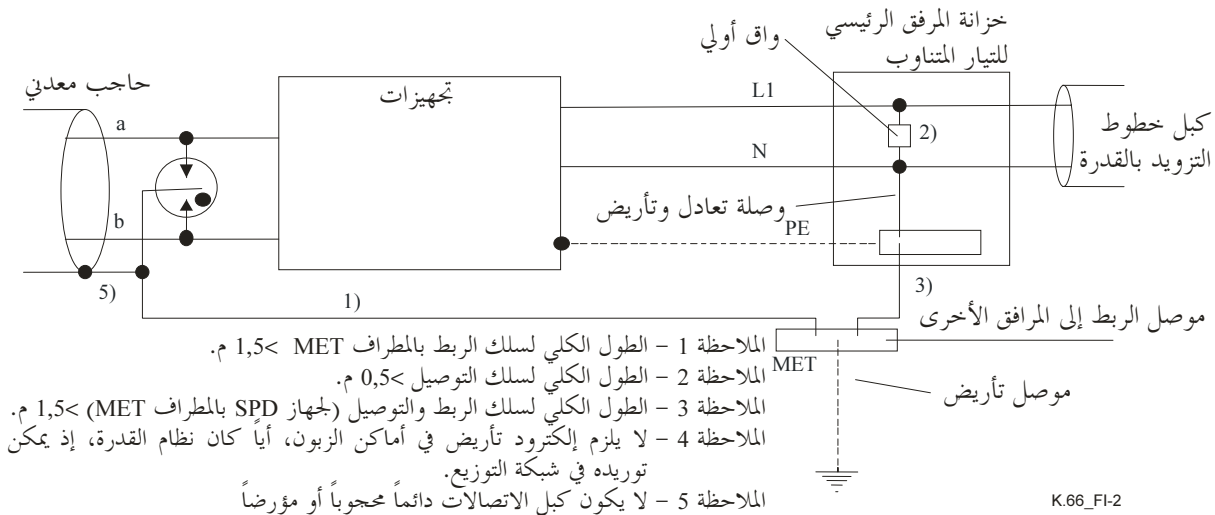 خزانة المرفق الرئيسي
للتيار المتناوب
واق أولي
حاجب معدني
تجهيزات
L1
a
كبل خطوط
التزويد بالقدرة
2)
N
وصلة تعادل وتأريض
b
PE
5)
1)
3)
موصل الربط إلى المرافق الأخرى
MET
موصل تأريض
الملاحظة 1 – الطول الكلي لسلك الربط بالمطراف MET >1,5 م.
الملاحظة 2 – الطول الكلي لسلك التوصيل >0,5 م.
الملاحظة 3 – الطول الكلي لسلك الربط والتوصيل (لجهاز SPD بالمطراف MET) >1,5 م.
الملاحظة 4 – لا يلزم إلكترود تأريض في أماكن الزبون، أياً كان نظام القدرة، إذ يمكن
توريده في شبكة التوزيع.
الملاحظة 5 – لا يكون كبل الاتصالات دائماً محجوباً أو مؤرضاً
K.66_FI-2